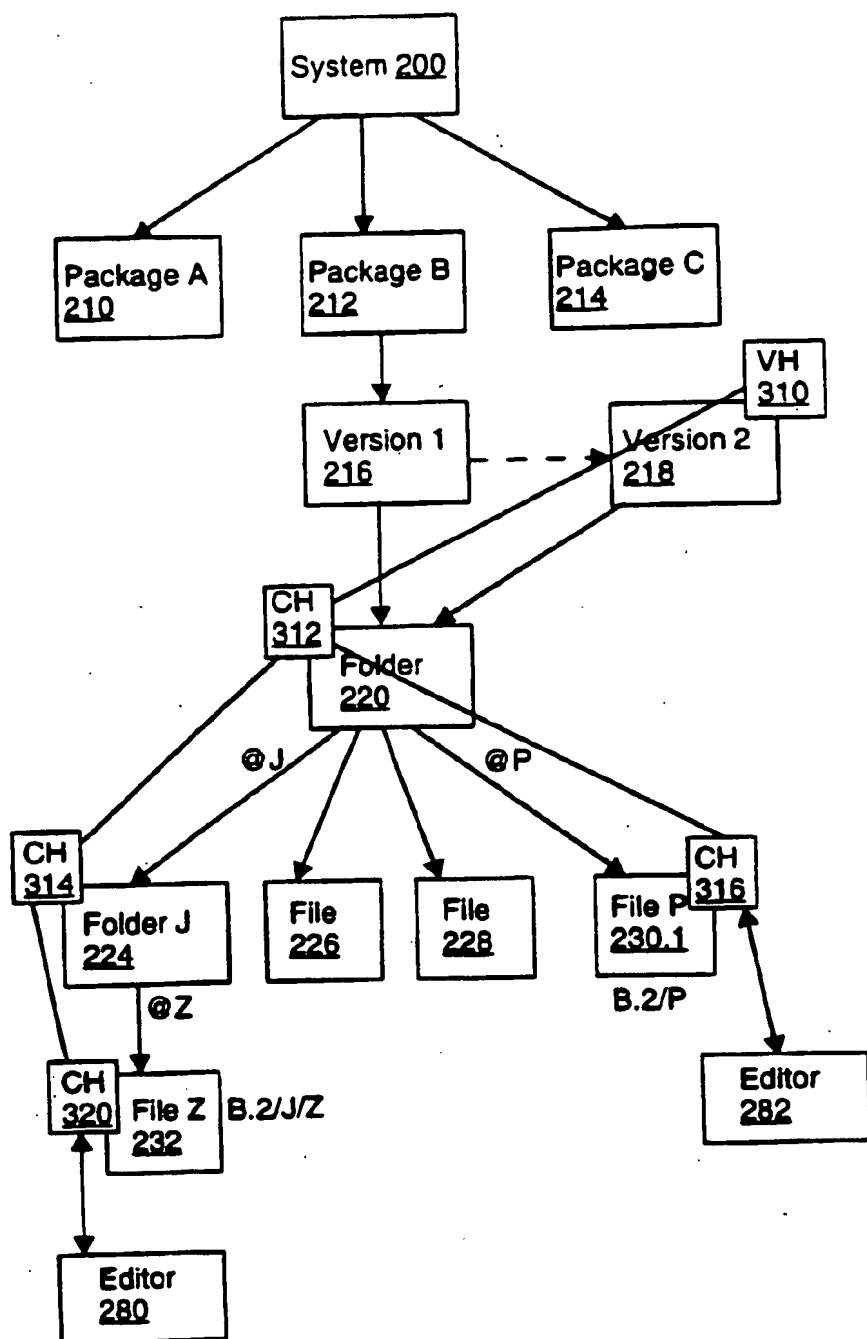 System 200
Package A
210
Package B
212
Package C
214
VH
310
Version 1
216
Version 2
218
CH
312
Folder
220
@J
@P
CH
314
CH
316
Folder J
224
File
226
File
228
File P
230.1
@Z
B.2/P
CH
320
File Z
232
B.2/J/Z
Editor
282
Editor
280